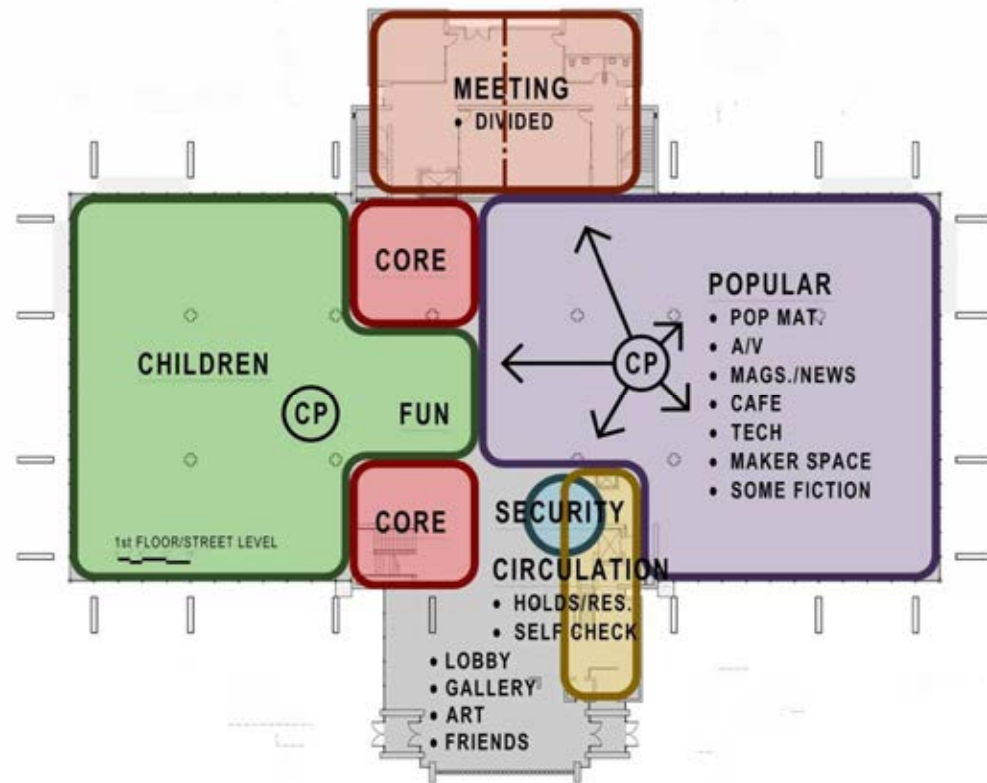 MEETING
• DIVIDED
CORE
CHILDREN
CP
FUN
CORE
1st FLOOR/STREET LEVEL
CP
POPULAR
• POP MAT.
• A/V
• MAGS./NEWS
• CAFE
• TECH
• MAKER SPACE
• SOME FICTION
SECURITY
CIRCULATION
• HOLDS/RES.
• SELF CHECK
• LOBBY
• GALLERY
• ART
• FRIENDS